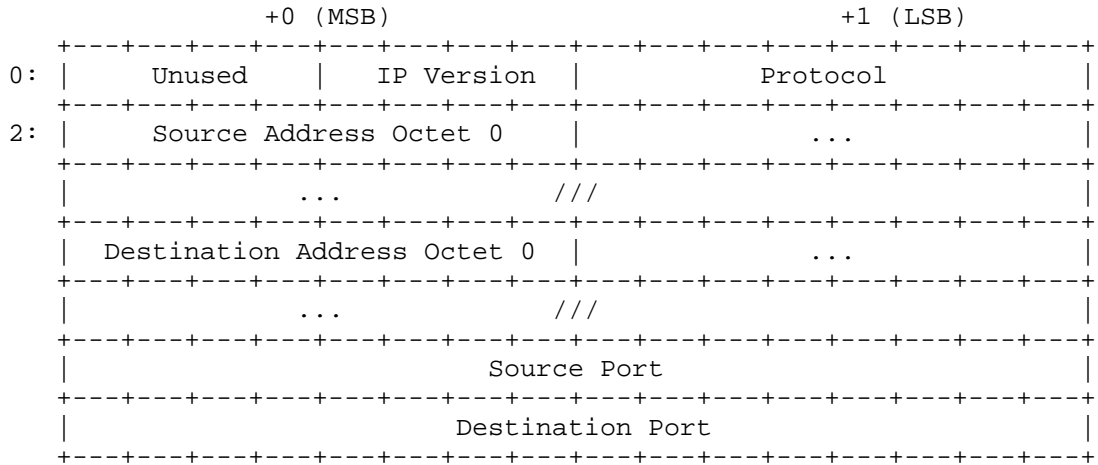 +0 (MSB)                            +1 (LSB)
   +---+---+---+---+---+---+---+---+---+---+---+---+---+---+---+---+
0: |     Unused    |   IP Version  |           Protocol            |
   +---+---+---+---+---+---+---+---+---+---+---+---+---+---+---+---+
2: |     Source Address Octet 0    |              ...              |
   +---+---+---+---+---+---+---+---+---+---+---+---+---+---+---+---+
   |              ...             ///                              |
   +---+---+---+---+---+---+---+---+---+---+---+---+---+---+---+---+
   |  Destination Address Octet 0  |              ...              |
   +---+---+---+---+---+---+---+---+---+---+---+---+---+---+---+---+
   |              ...             ///                              |
   +---+---+---+---+---+---+---+---+---+---+---+---+---+---+---+---+
   |                          Source Port                          |
   +---+---+---+---+---+---+---+---+---+---+---+---+---+---+---+---+
   |                        Destination Port                       |
   +---+---+---+---+---+---+---+---+---+---+---+---+---+---+---+---+